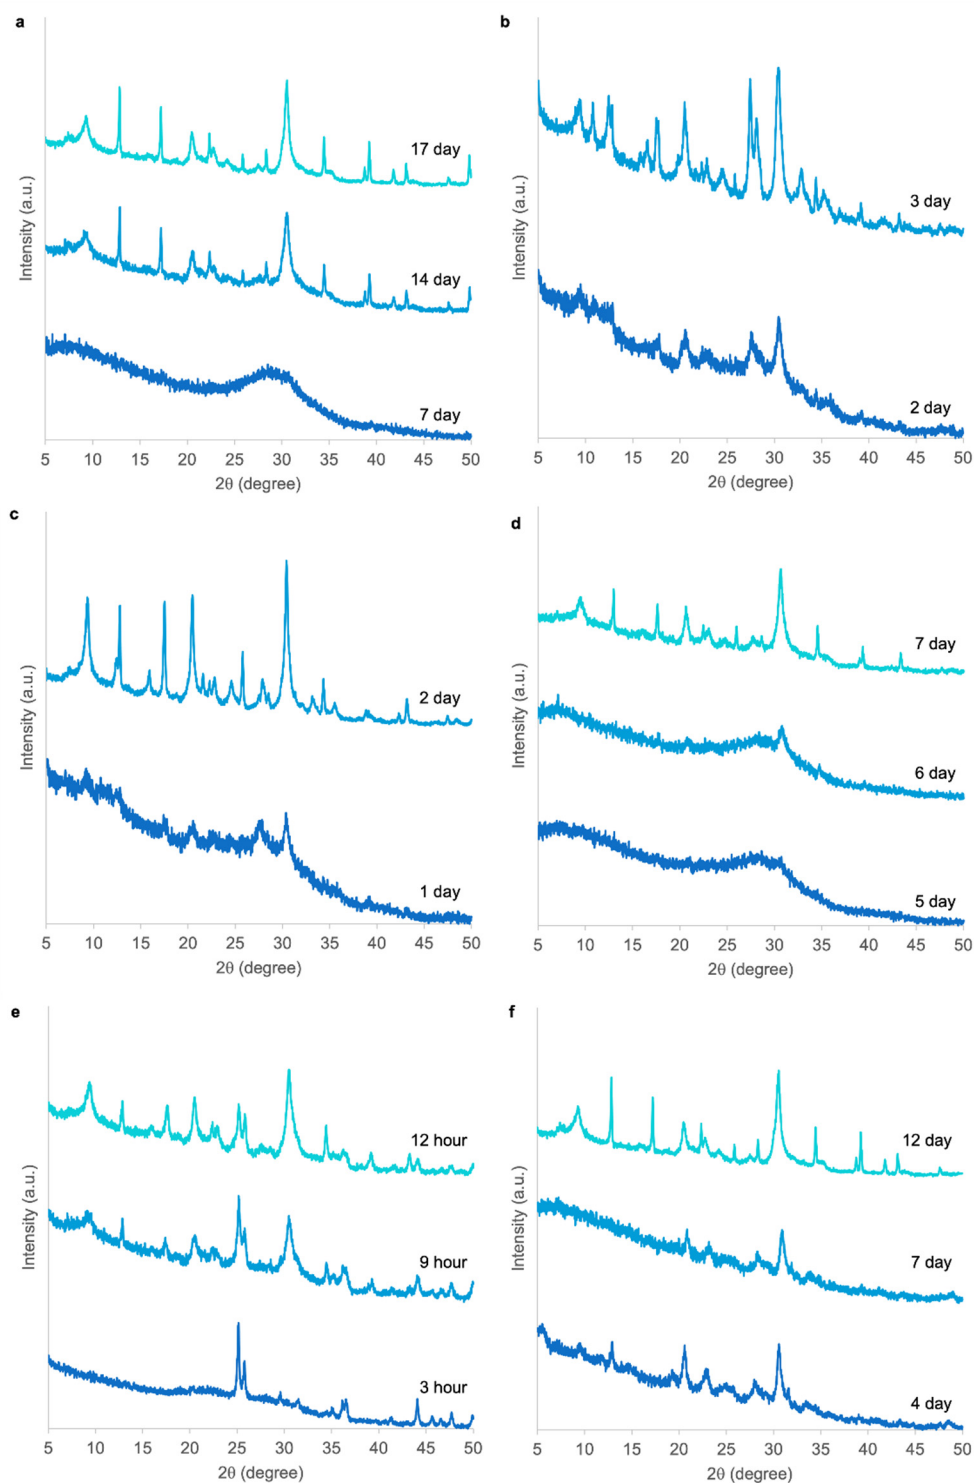 a
Intensity (a.u.)
17 day
14 day
7 day
5 10 15 20 25 30 35 40 45 50
2θ (degree)
b
Intensity (a.u.)
3 day
2 day
5 10 15 20 25 30 35 40 45 50
2θ (degree)
c
Intensity (a.u.)
2 day
1 day
5 10 15 20 25 30 35 40 45 50
2θ (degree)
d
Intensity (a.u.)
7 day
6 day
5 day
5 10 15 20 25 30 35 40 45 50
2θ (degree)
e
Intensity (a.u.)
12 hour
9 hour
3 hour
5 10 15 20 25 30 35 40 45 50
2θ (degree)
f
Intensity (a.u.)
12 day
7 day
4 day
5 10 15 20 25 30 35 40 45 50
2θ (degree)